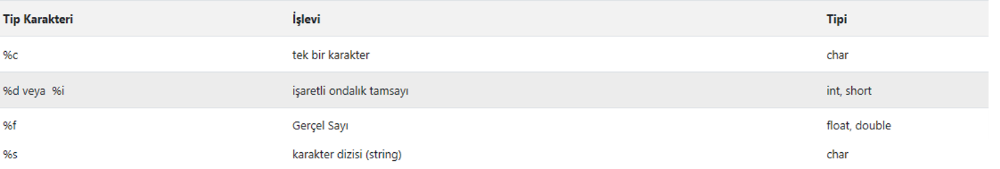 Tip Karakteri İşlevi Tipi
%c tek bir karakter char
%d veya %i işaretli ondalık tamsayı int, short
%f Gerçel Sayı float, double
%s karakter dizisi (string) char